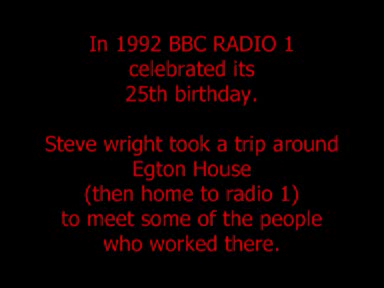 In 1992 BBC RADIO 1
celebrated its
25th birthday.
Steve wright took a trip around
Egton House
(then home to radio 1)
to meet some of the people
who worked there.